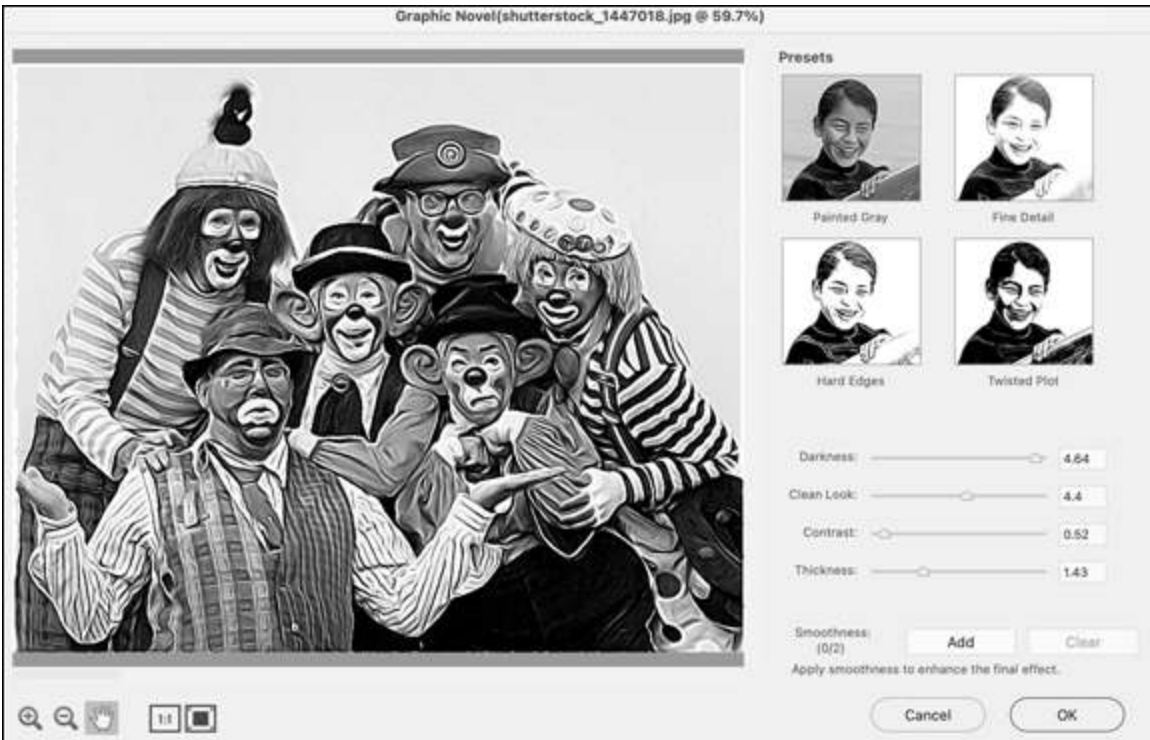 Graphic Novel(shutterstock_1447018.jpg @ 59.7%)
Presets
Painted Gray
Fine Detail
Hard Edges
Twisted Plot
Darkness: 4.64
Clean Look: 4.4
Contrast: 0.52
Thickness: 1.43
Smoothness:
(0/2)
Add
Clear
Apply smoothness to enhance the final effect.
1:1
Cancel
OK